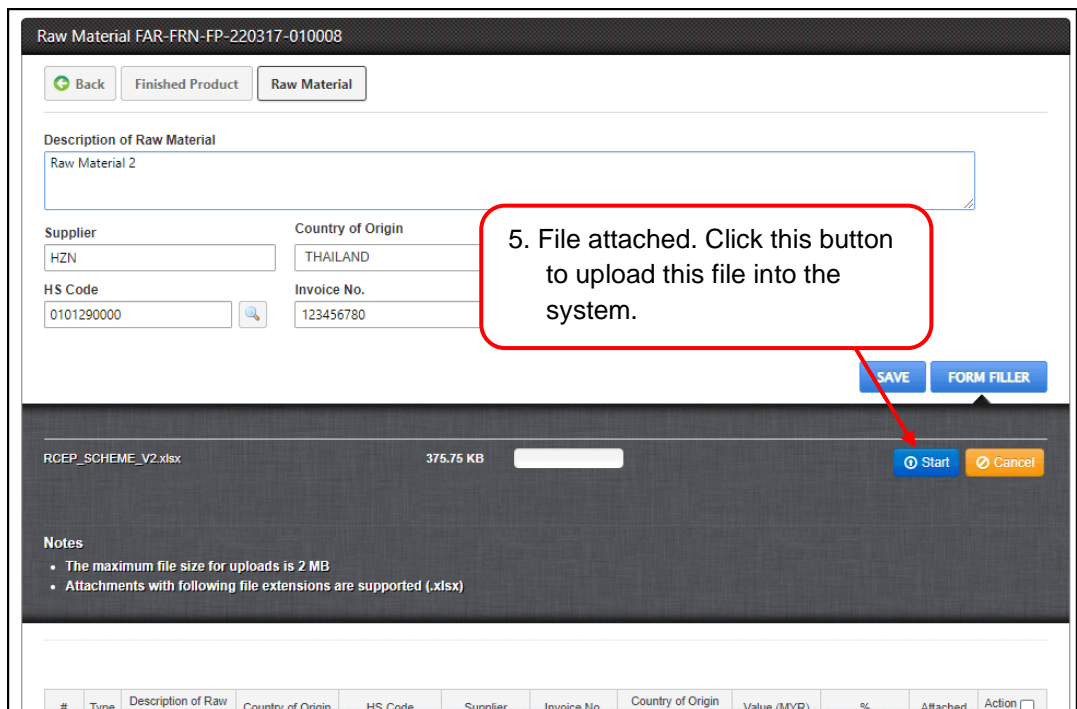 Raw Material FAR-FRN-FP-220317-010008
Back Finished Product Raw Material
Description of Raw Material
Raw Material 2
Supplier Country of Origin
HZN THAILAND
HS Code Invoice No.
0101290000 123456780
5. File attached. Click this button
to upload this file into the
system.
SAVE FORM FILLER
RCEP_SCHEME_V2.xlsx 375.75 KB Start Cancel
Notes
• The maximum file size for uploads is 2 MB
• Attachments with following file extensions are supported (.xlsx)
# Type Description of Raw Country of Origin HS Code Supplier Invoice No. Country of Origin Value (MYR) % Attached Action